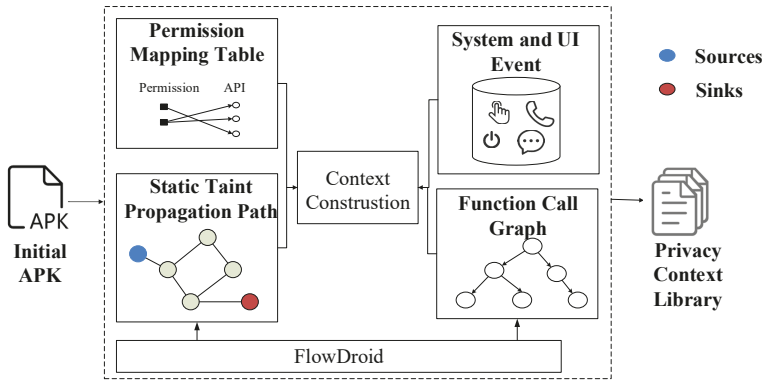 Permission
Mapping Table
Permission
API
System and UI
Event
Sources
Sinks
APK
Initial
APK
Static Taint
Propagation Path
Context
Constrution
Function Call
Graph
Privacy
Context
Library
FlowDroid